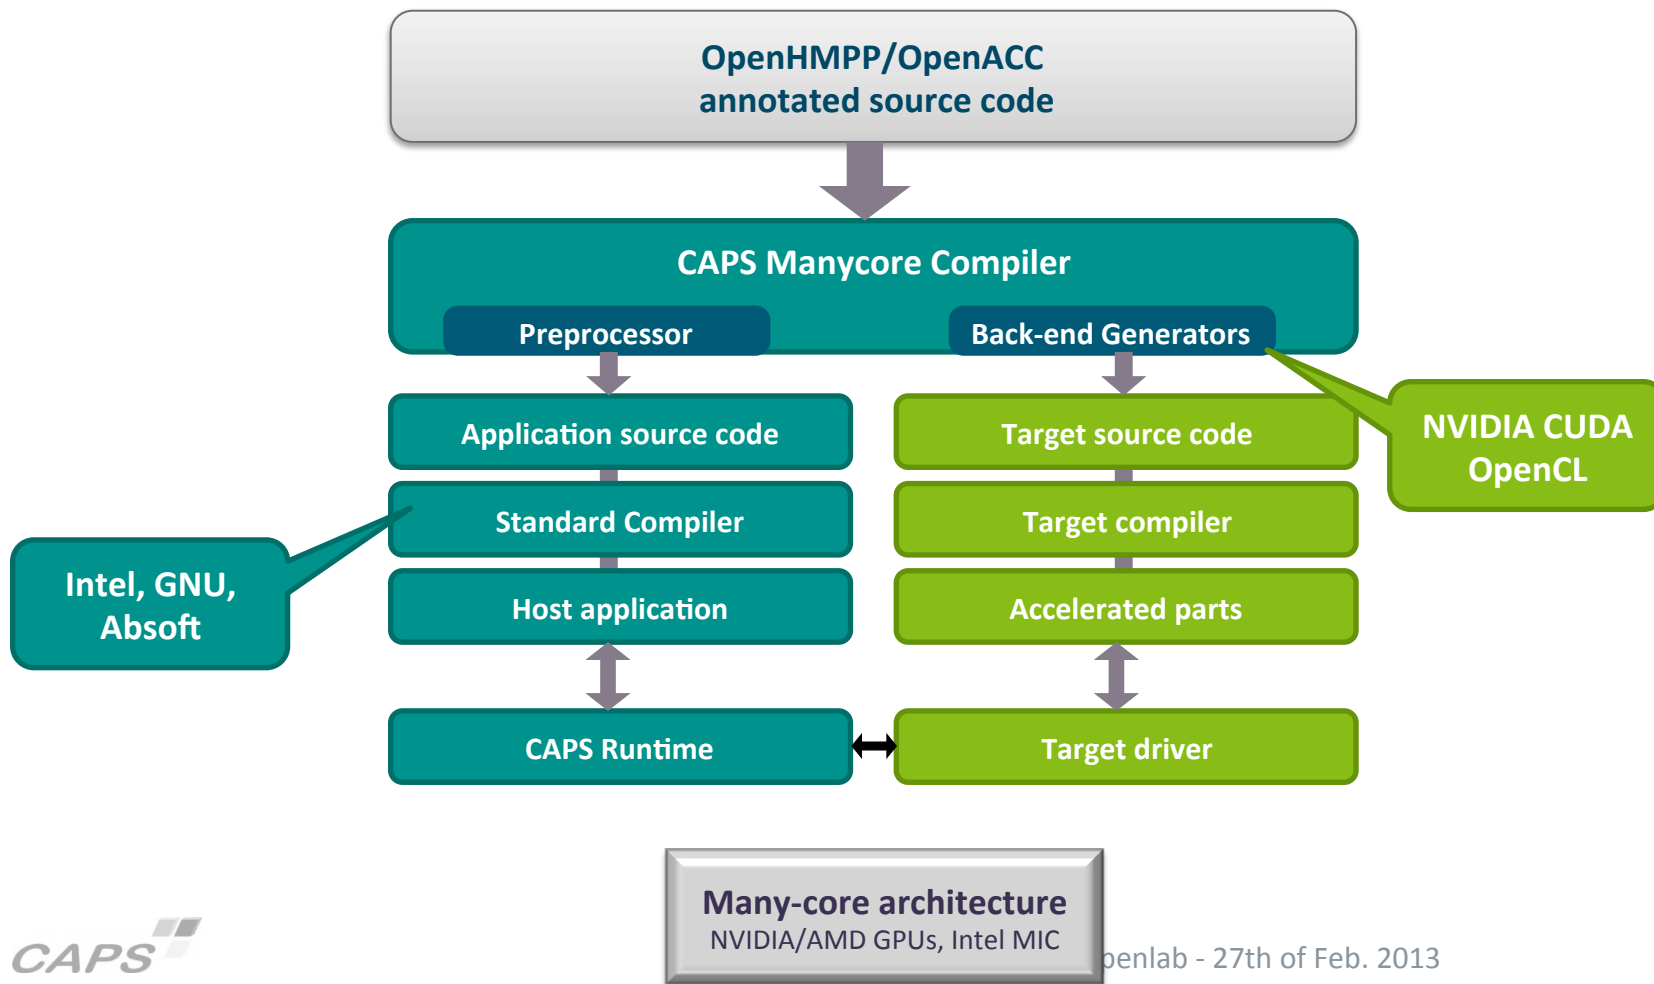 OpenHMPP/OpenACC
annotated source code
CAPS Manycore Compiler
Preprocessor
Back-end Generators
Application source code
Target source code
NVIDIA CUDA
OpenCL
Standard Compiler
Target compiler
Intel, GNU,
Absoft
Host application
Accelerated parts
CAPS Runtime
Target driver
Many-core architecture
NVIDIA/AMD GPUs, Intel MIC
CAPS
- 27th of Feb. 2013